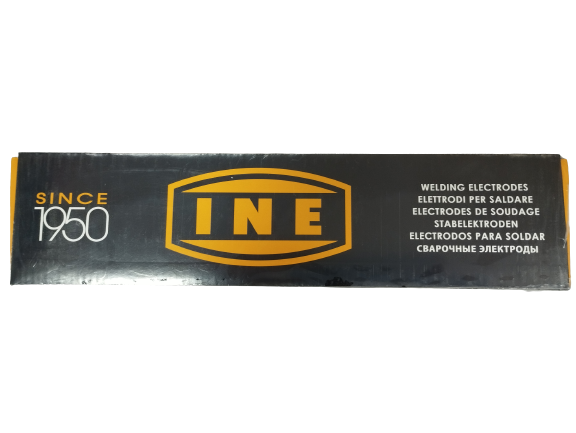 SINCE
1950
INE
WELDING ELECTRODES
ELETTRODI PER SALDARE
ELECTRODES DE SOUDAGE
STABELEKTRODEN
ELECTRODOS PARA SOLDAR
СВАРОЧНЫЕ ЭЛЕКТРОДЫ